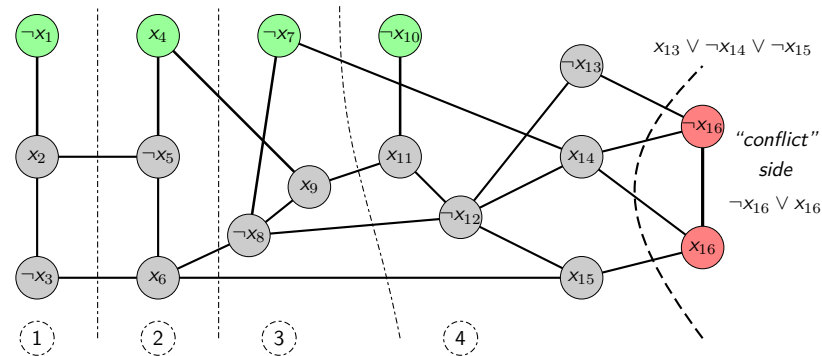 ¬x₁ x₄ ¬x₇ ¬x₁₀
¬x₁₃ x₁₃ ∨ ¬x₁₄ ∨ ¬x₁₅
¬x₁₆
x₂ ¬x₅ x₁₁ x₁₄ “conflict”
side
x₉
¬x₁₆ ∨ x₁₆
¬x₈ ¬x₁₂
x₁₆
¬x₃ x₆ x₁₅
1 2 3 4